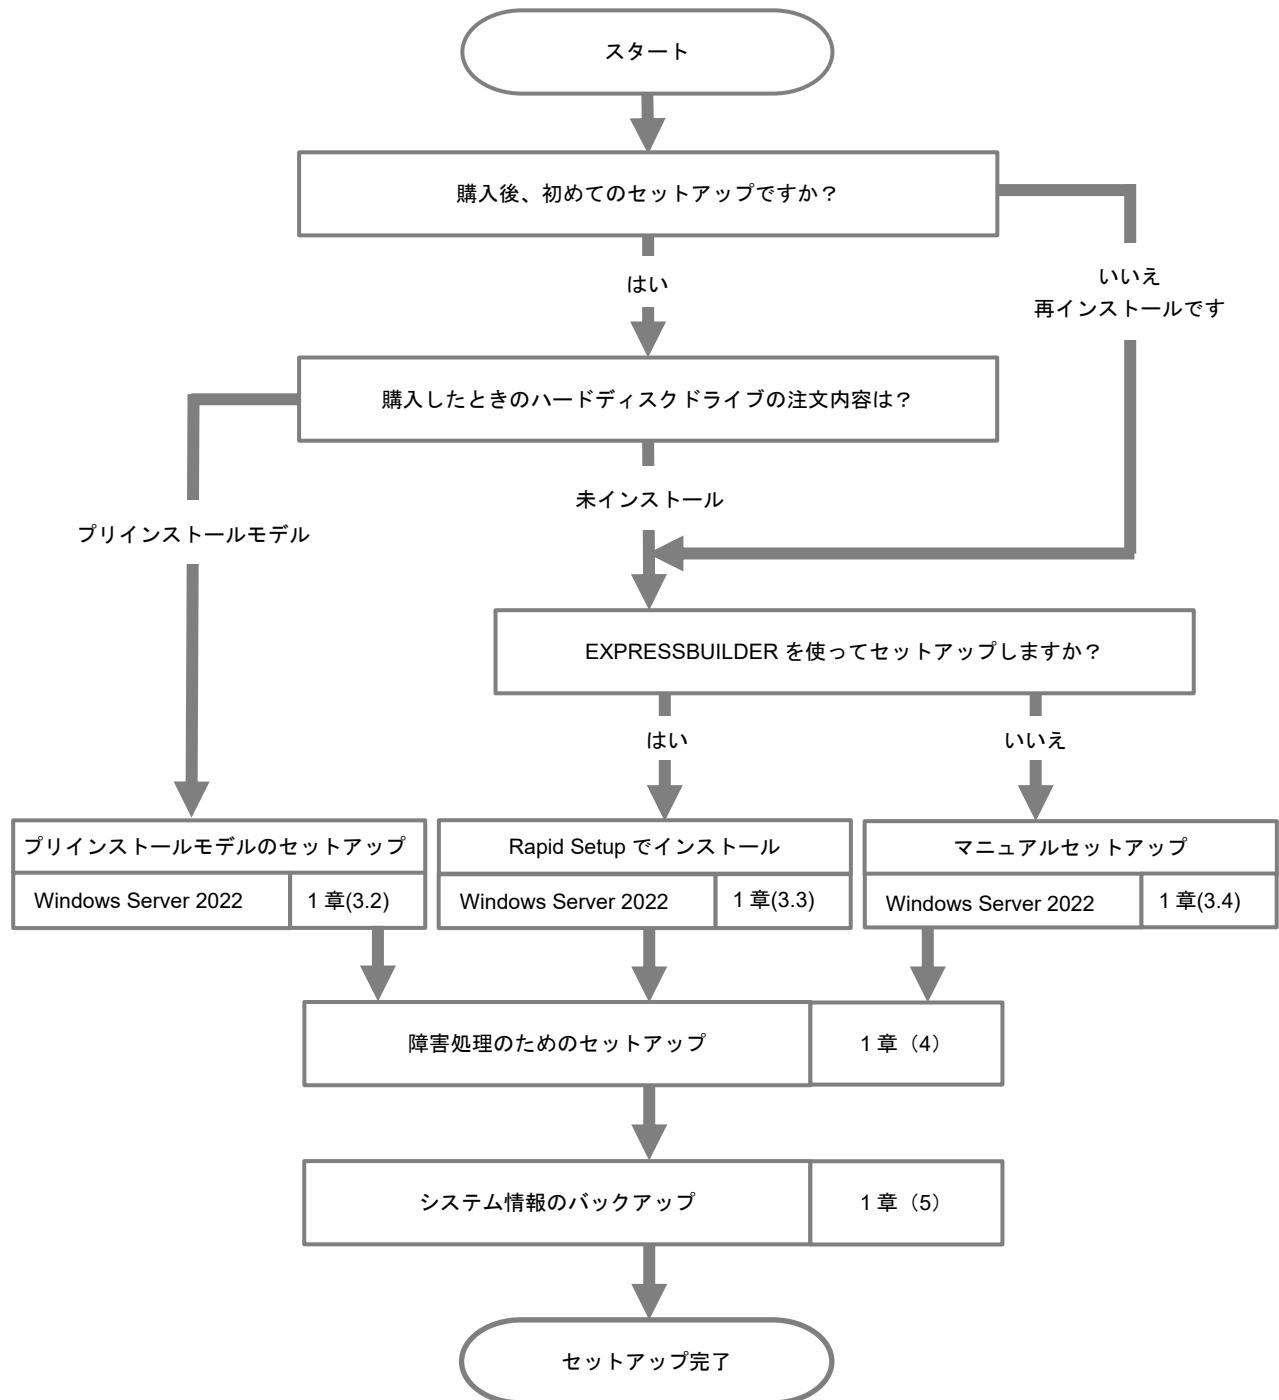 スタート
購入後、初めてのセットアップですか？
はい
いいえ
再インストールです
購入したときのハードディスクドライブの注文内容は？
未インストール
プリインストールモデル
EXPRESSBUILDER を使ってセットアップしますか？
はい
いいえ
プリインストールモデルのセットアップ
Windows Server 2022
1 章(3.2)
Rapid Setup でインストール
Windows Server 2022
1 章(3.3)
マニュアルセットアップ
Windows Server 2022
1 章(3.4)
障害処理のためのセットアップ
1 章（4）
システム情報のバックアップ
1 章（5）
セットアップ完了